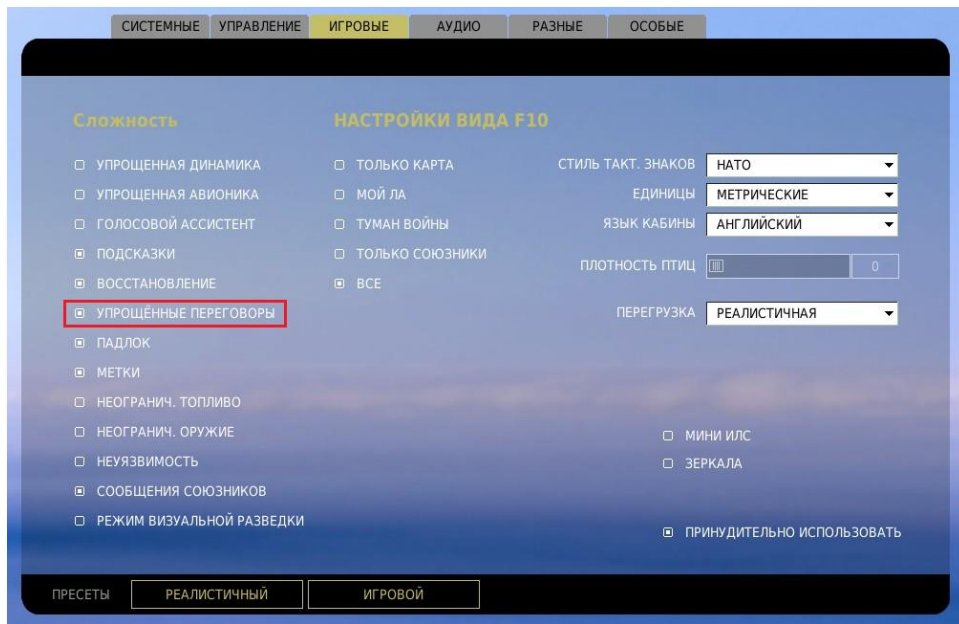 СИСТЕМНЫЕ УПРАВЛЕНИЕ ИГРОВЫЕ АУДИО РАЗНЫЕ ОСОБЫЕ
Сложность
УПРОЩЕННАЯ ДИНАМИКА
УПРОЩЕННАЯ АВИОНИКА
ГОЛОСОВОЙ АССИСТЕНТ
ПОДСКАЗКИ
ВОССТАНОВЛЕНИЕ
УПРОЩЁННЫЕ ПЕРЕГОВОРЫ
ПАДЛОК
МЕТКИ
НЕОГРАНИЧ. ТОПЛИВО
НЕОГРАНИЧ. ОРУЖИЕ
НЕУЯЗВИМОСТЬ
СООБЩЕНИЯ СОЮЗНИКОВ
РЕЖИМ ВИЗУАЛЬНОЙ РАЗВЕДКИ
НАСТРОЙКИ ВИДА F10
ТОЛЬКО КАРТА
МОЙ ЛА
ТУМАН ВОЙНЫ
ТОЛЬКО СОЮЗНИКИ
ВСЕ
СТИЛЬ ТАКТ. ЗНАКОВ НАТО
ЕДИНИЦЫ МЕТРИЧЕСКИЕ
ЯЗЫК КАБИНЫ АНГЛИЙСКИЙ
ПЛОТНОСТЬ ПТИЦ 0
ПЕРЕГРУЗКА РЕАЛИСТИЧНАЯ
МИНИ ИЛС
ЗЕРКАЛА
ПРИНУДИТЕЛЬНО ИСПОЛЬЗОВАТЬ
ПРЕСЕТЫ РЕАЛИСТИЧНЫЙ ИГРОВОЙ